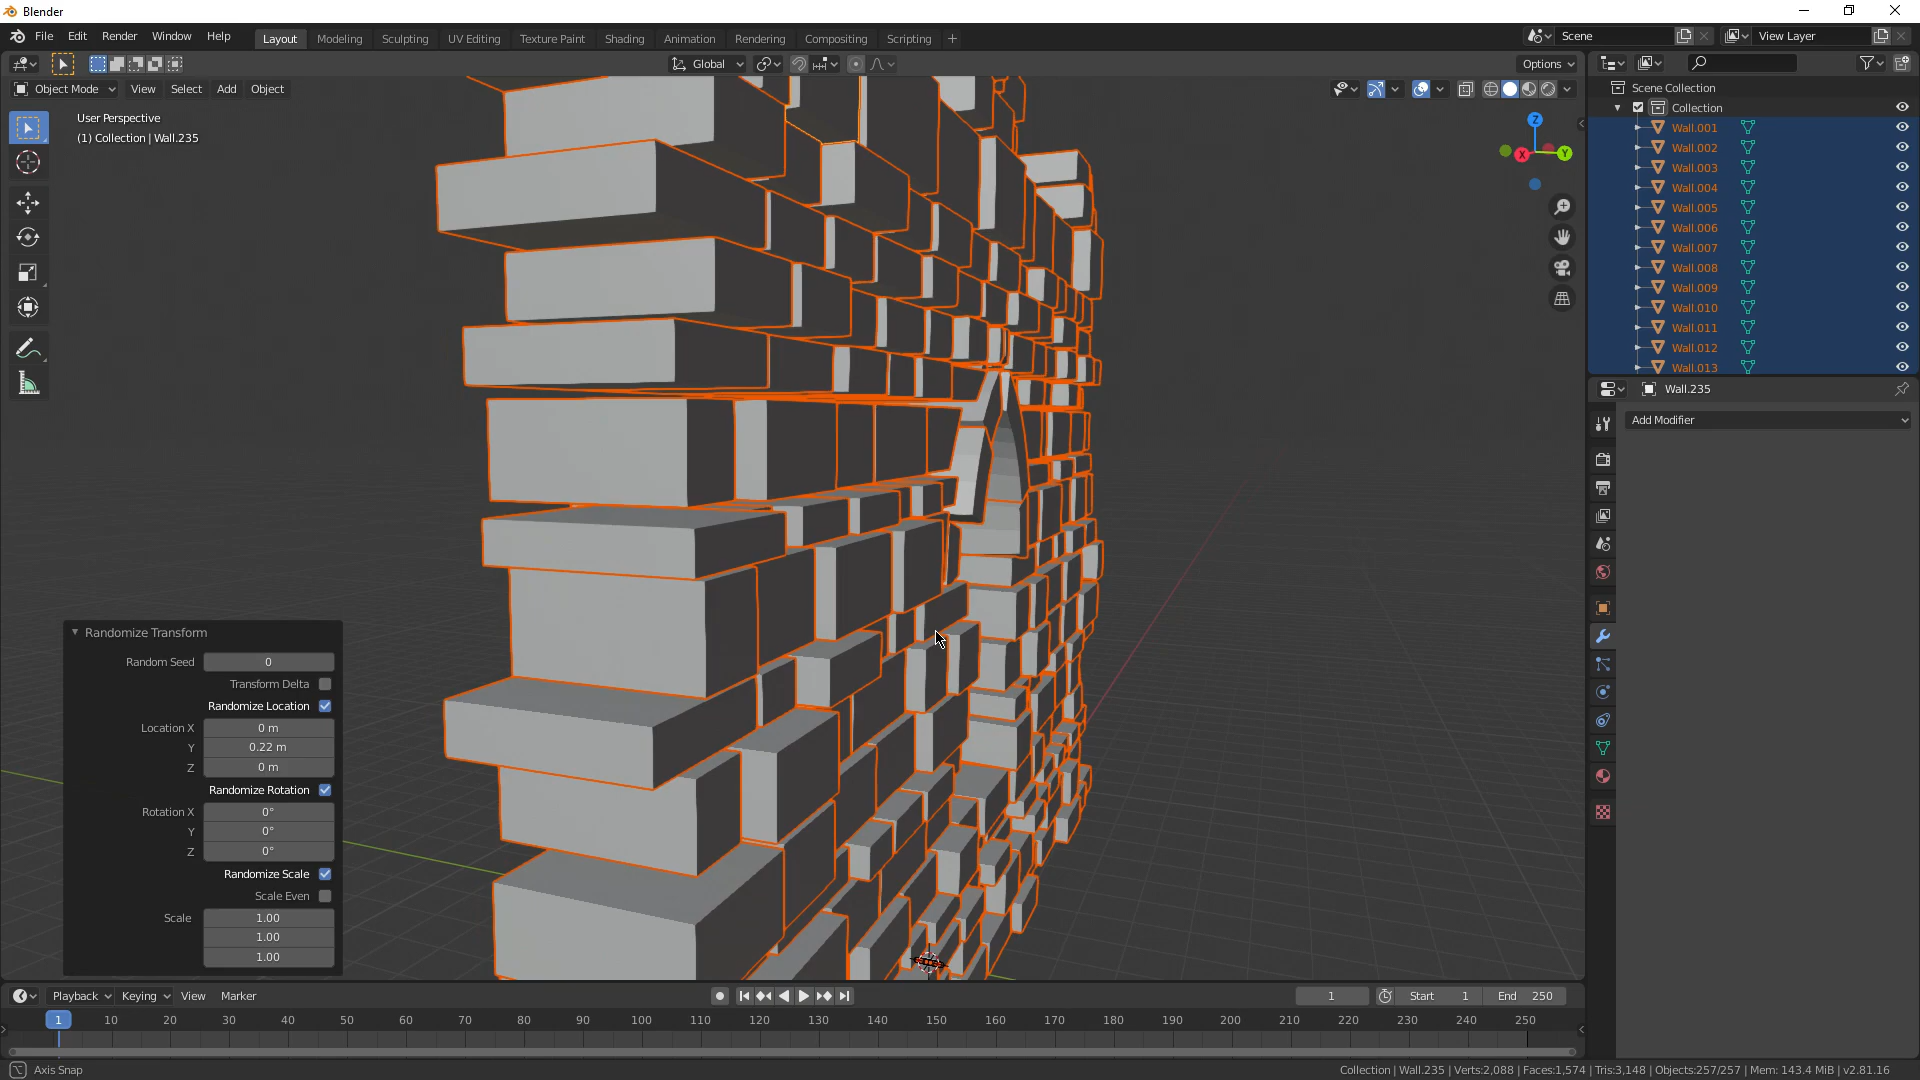 Blender
File Edit Render Window Help
Layout Modeling Sculpting UV Editing Texture Paint Shading Animation Rendering Compositing Scripting +
Scene
View Layer
Global
Options
Object Mode View Select Add Object
User Perspective
(1) Collection | Wall.235
Z
X
Y
Scene Collection
Collection
Wall.001
Wall.002
Wall.003
Wall.004
Wall.005
Wall.006
Wall.007
Wall.008
Wall.009
Wall.010
Wall.011
Wall.012
Wall.013
Wall.235
Add Modifier
Randomize Transform
Random Seed 0
Transform Delta
Randomize Location
Location X 0 m
Y 0.22 m
Z 0 m
Randomize Rotation
Rotation X 0°
Y 0°
Z 0°
Randomize Scale
Scale Even
Scale 1.00
1.00
1.00
Playback Keying View Marker
1
Start 1 End 250
1 10 20 30 40 50 60 70 80 90 100 110 120 130 140 150 160 170 180 190 200 210 220 230 240 250
Axis Snap
Collection | Wall.235 | Verts:2,088 | Faces:1,574 | Tris:3,148 | Objects:257/257 | Mem: 143.4 MiB | v2.81.16